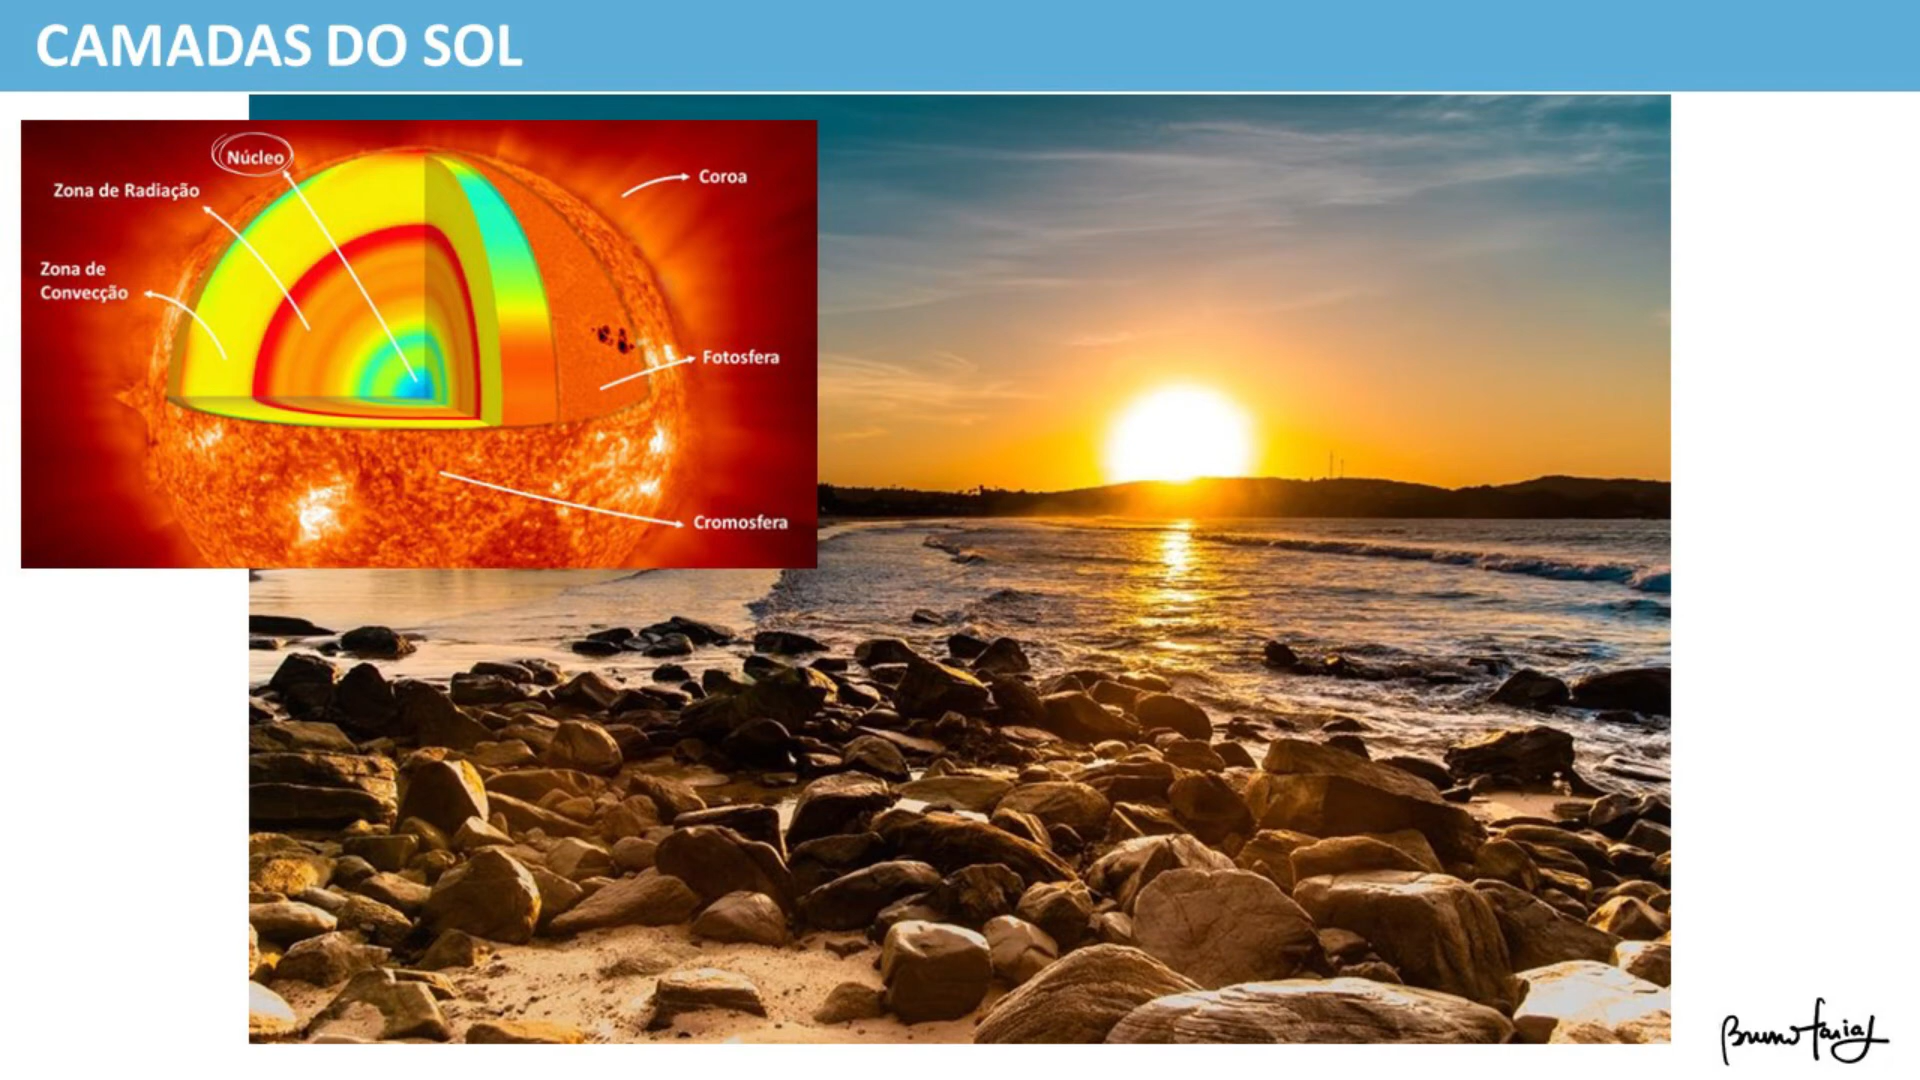 CAMADAS DO SOL
Núcleo
Zona de Radiação
Coroa
Zona de
Convecção
Fotosfera
Cromosfera
Bruno Farias